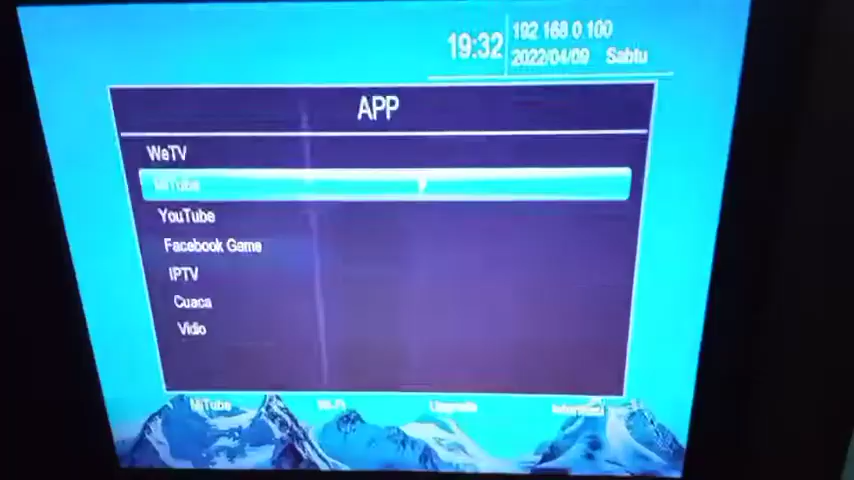 19:32
192.168.0.100
2022/04/09 Sabtu
APP
WeTV
MiTube
YouTube
Facebook Game
IPTV
Cuaca
Vidio
MiTube Wi-Fi Upgrade Informasi